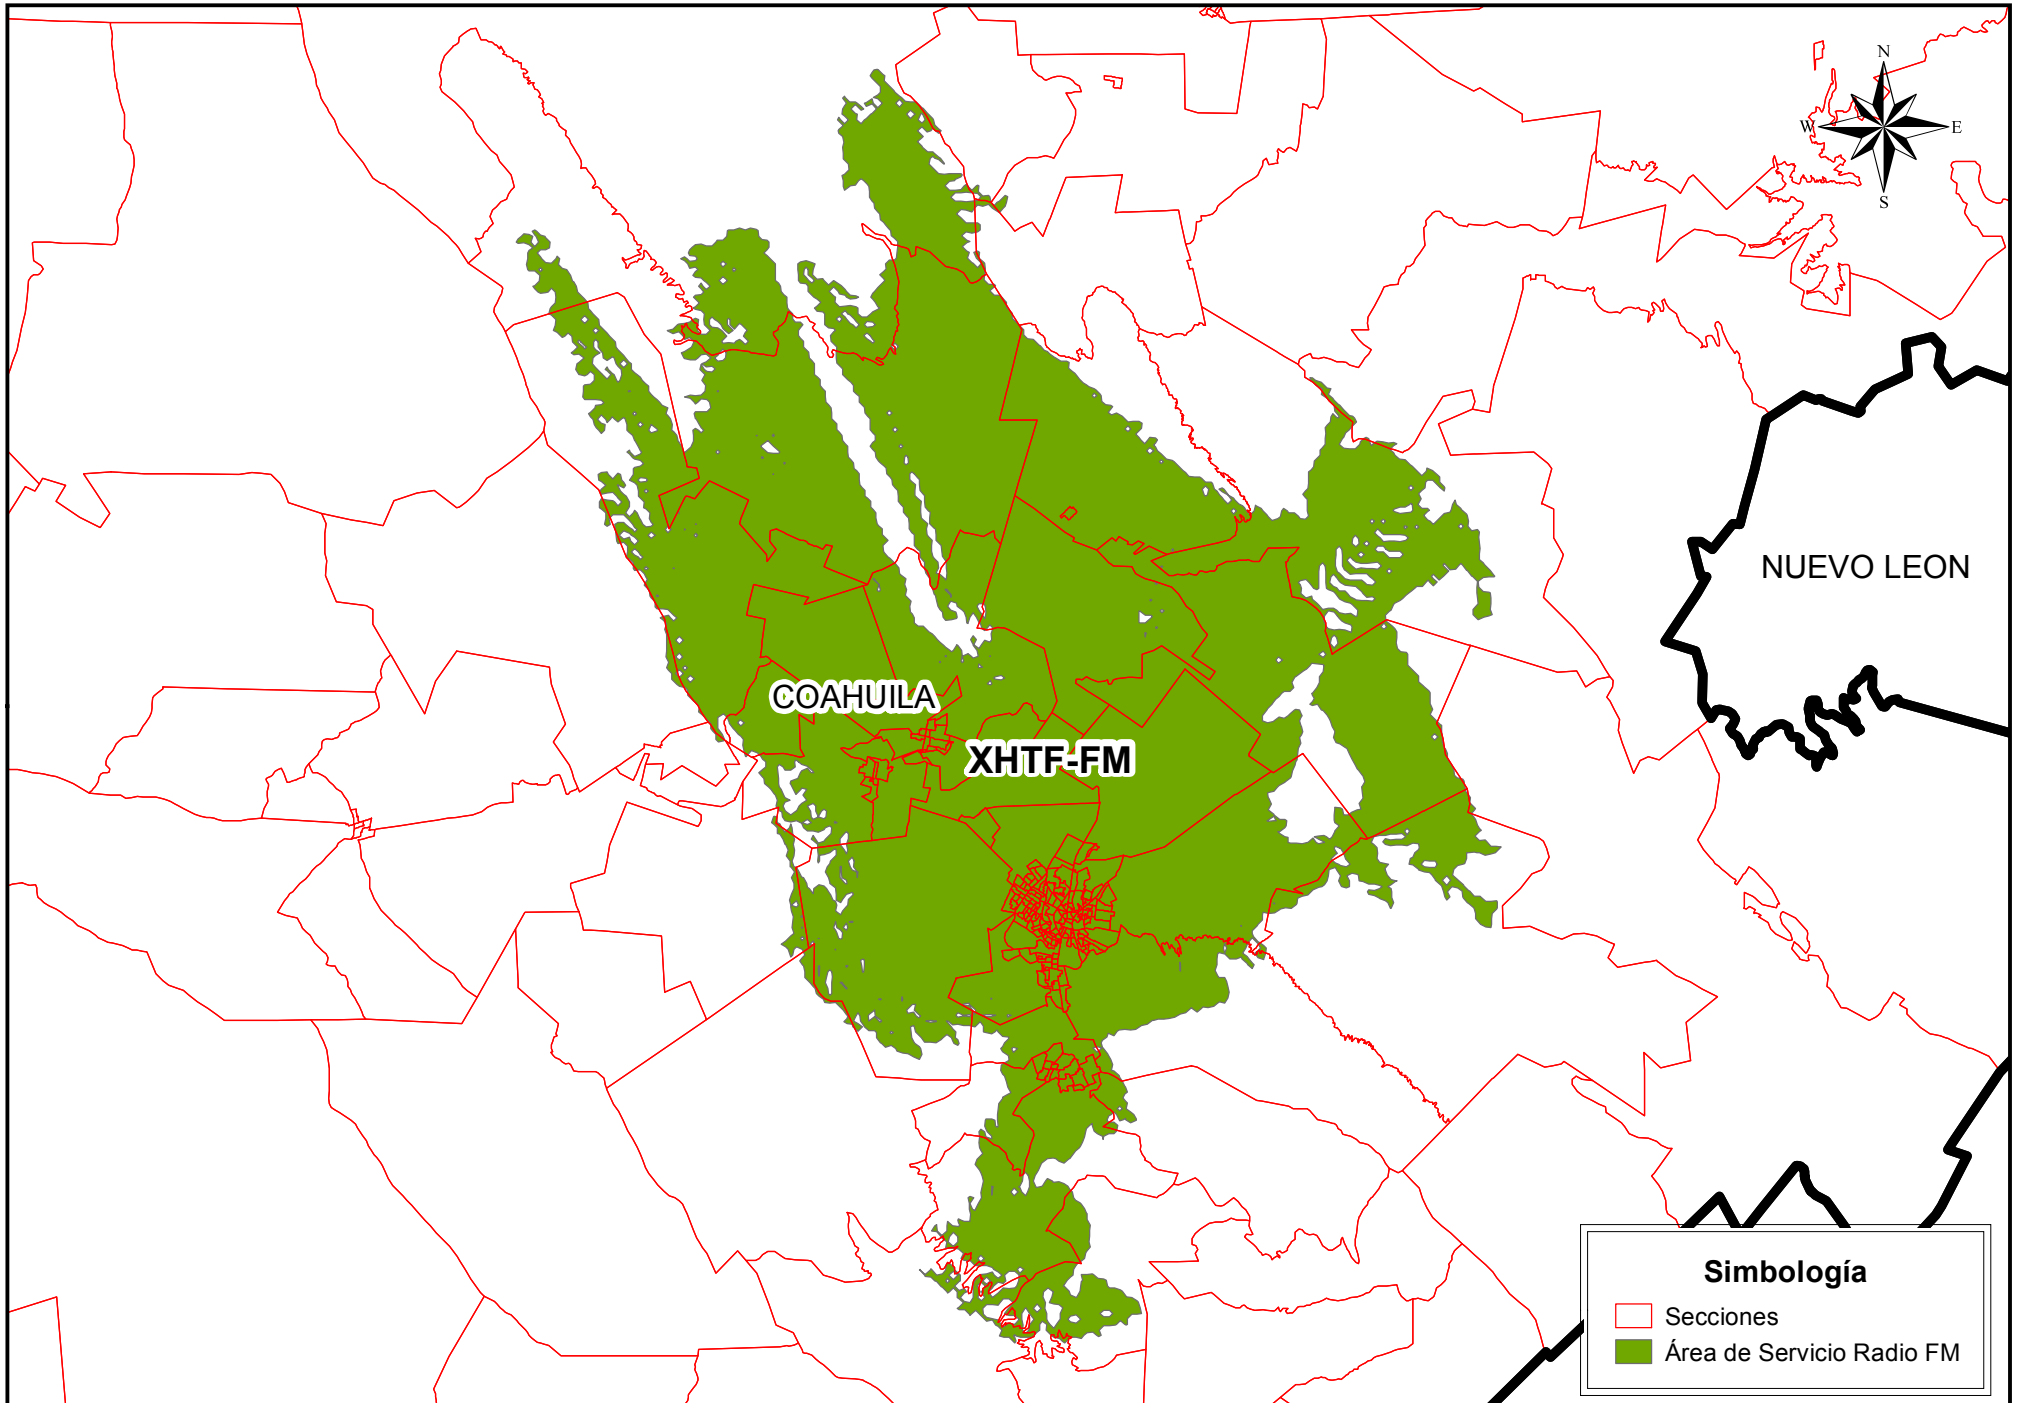 N
W
E
S
NUEVO LEON
COAHUILA
XHTF-FM
Simbología
Secciones
Área de Servicio Radio FM